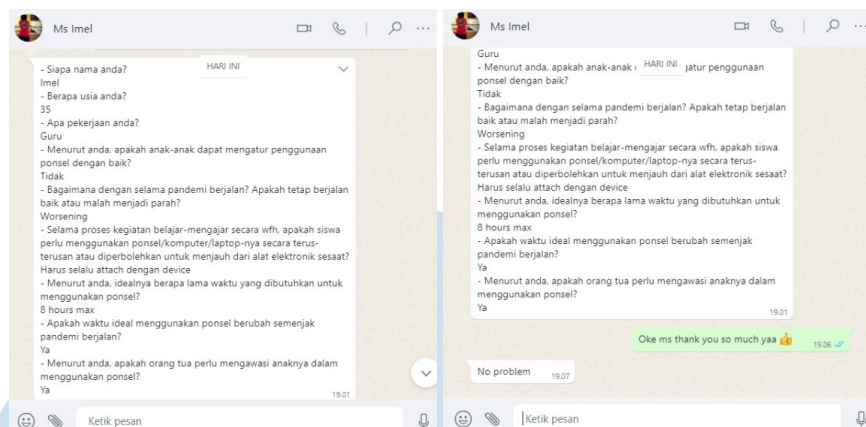 Ms Imel
HARI INI
- Siapa nama anda?
Imel
- Berapa usia anda?
35
- Apa pekerjaan anda?
Guru
- Menurut anda, apakah anak-anak dapat mengatur penggunaan
ponsel dengan baik?
Tidak
- Bagaimana dengan selama pandemi berjalan? Apakah tetap berjalan
baik atau malah menjadi parah?
Worsening
- Selama proses kegiatan belajar-mengajar secara wfh, apakah siswa
perlu menggunakan ponsel/komputer/laptop-nya secara terus-
terusan atau diperbolehkan untuk menjauh dari alat elektronik sesaat?
Harus selalu attach dengan device
- Menurut anda, idealnya berapa lama waktu yang dibutuhkan untuk
menggunakan ponsel?
8 hours max
- Apakah waktu ideal menggunakan ponsel berubah semenjak
pandemi berjalan?
Ya
- Menurut anda, apakah orang tua perlu mengawasi anaknya dalam
menggunakan ponsel?
Ya
19.01
Ketik pesan
Ms Imel
HARI INI
Guru
- Menurut anda, apakah anak-anak atur penggunaan
ponsel dengan baik?
Tidak
- Bagaimana dengan selama pandemi berjalan? Apakah tetap berjalan
baik atau malah menjadi parah?
Worsening
- Selama proses kegiatan belajar-mengajar secara wfh, apakah siswa
perlu menggunakan ponsel/komputer/laptop-nya secara terus-
terusan atau diperbolehkan untuk menjauh dari alat elektronik sesaat?
Harus selalu attach dengan device
- Menurut anda, idealnya berapa lama waktu yang dibutuhkan untuk
menggunakan ponsel?
8 hours max
- Apakah waktu ideal menggunakan ponsel berubah semenjak
pandemi berjalan?
Ya
- Menurut anda, apakah orang tua perlu mengawasi anaknya dalam
menggunakan ponsel?
Ya
19.01
Oke ms thank you so much yaa 👍
19.06
No problem
19.07
Ketik pesan